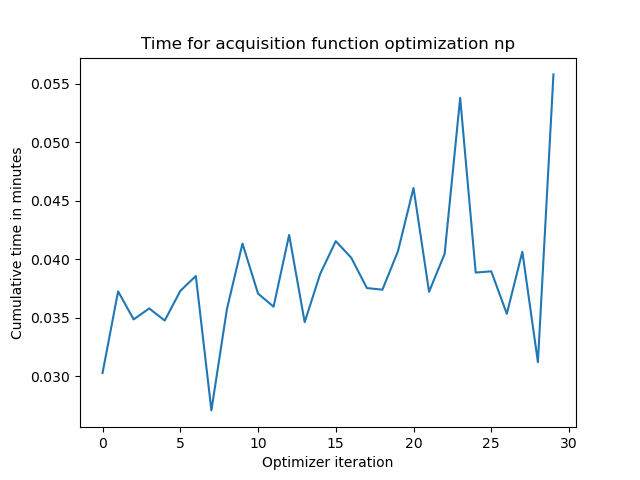 Time for acquisition function optimization np
0.055
0.050
0.045
0.040
0.035
0.030
Cumulative time in minutes
0 5 10 15 20 25 30
Optimizer iteration